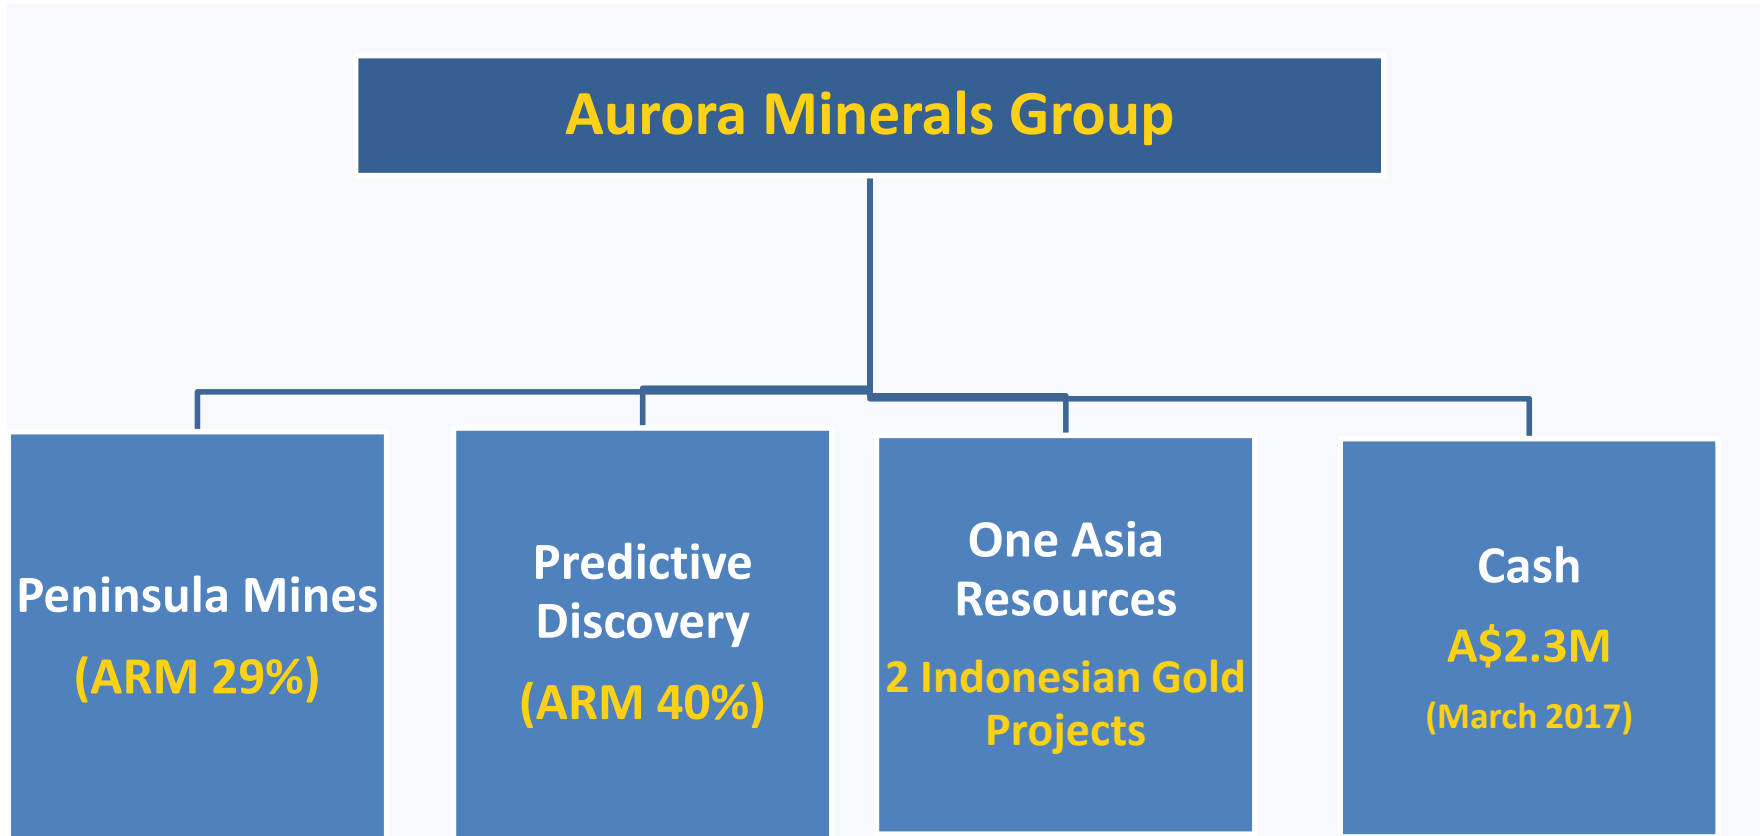 Aurora Minerals Group
Peninsula Mines
(ARM 29%)
Predictive
Discovery
(ARM 40%)
One Asia
Resources
2 Indonesian Gold
Projects
Cash
A$2.3M
(March 2017)